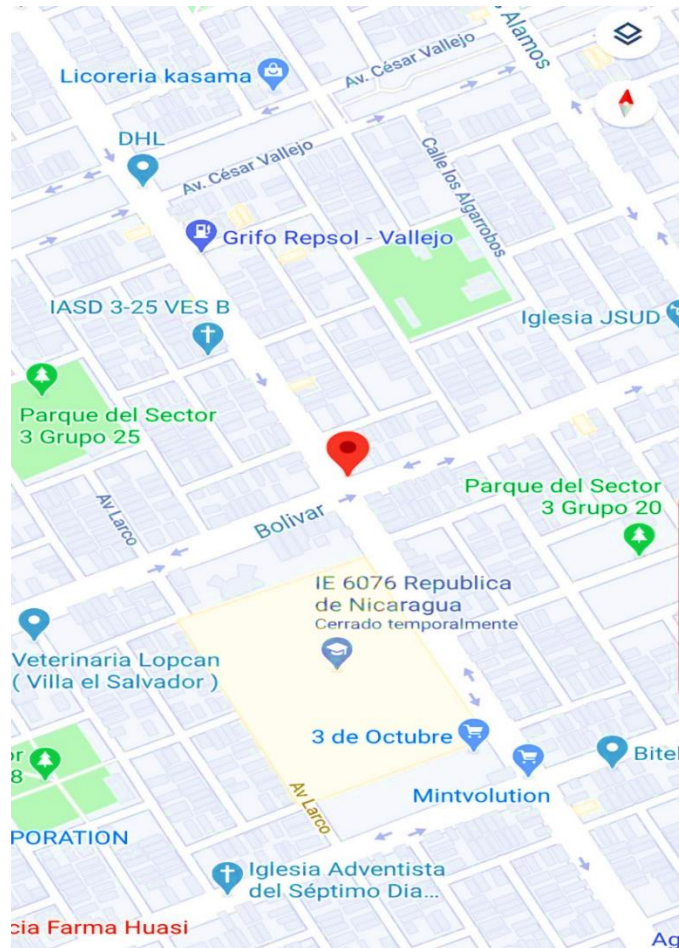 Alamos
Av. César Vallejo
Licoreria kasama
DHL
Av. César Vallejo
Calle los Algarrobos
Grifo Repsol - Vallejo
IASD 3-25 VES B
Iglesia JSUD
Parque del Sector
3 Grupo 25
Parque del Sector
3 Grupo 20
Av Larco
Bolivar
IE 6076 Republica
de Nicaragua
Cerrado temporalmente
Veterinaria Lopcan
( Villa el Salvador )
3 de Octubre
Bitel
or
8
Mintvolution
Av Larco
PORATION
Iglesia Adventista
del Séptimo Dia...
cia Farma Huasi
Ag